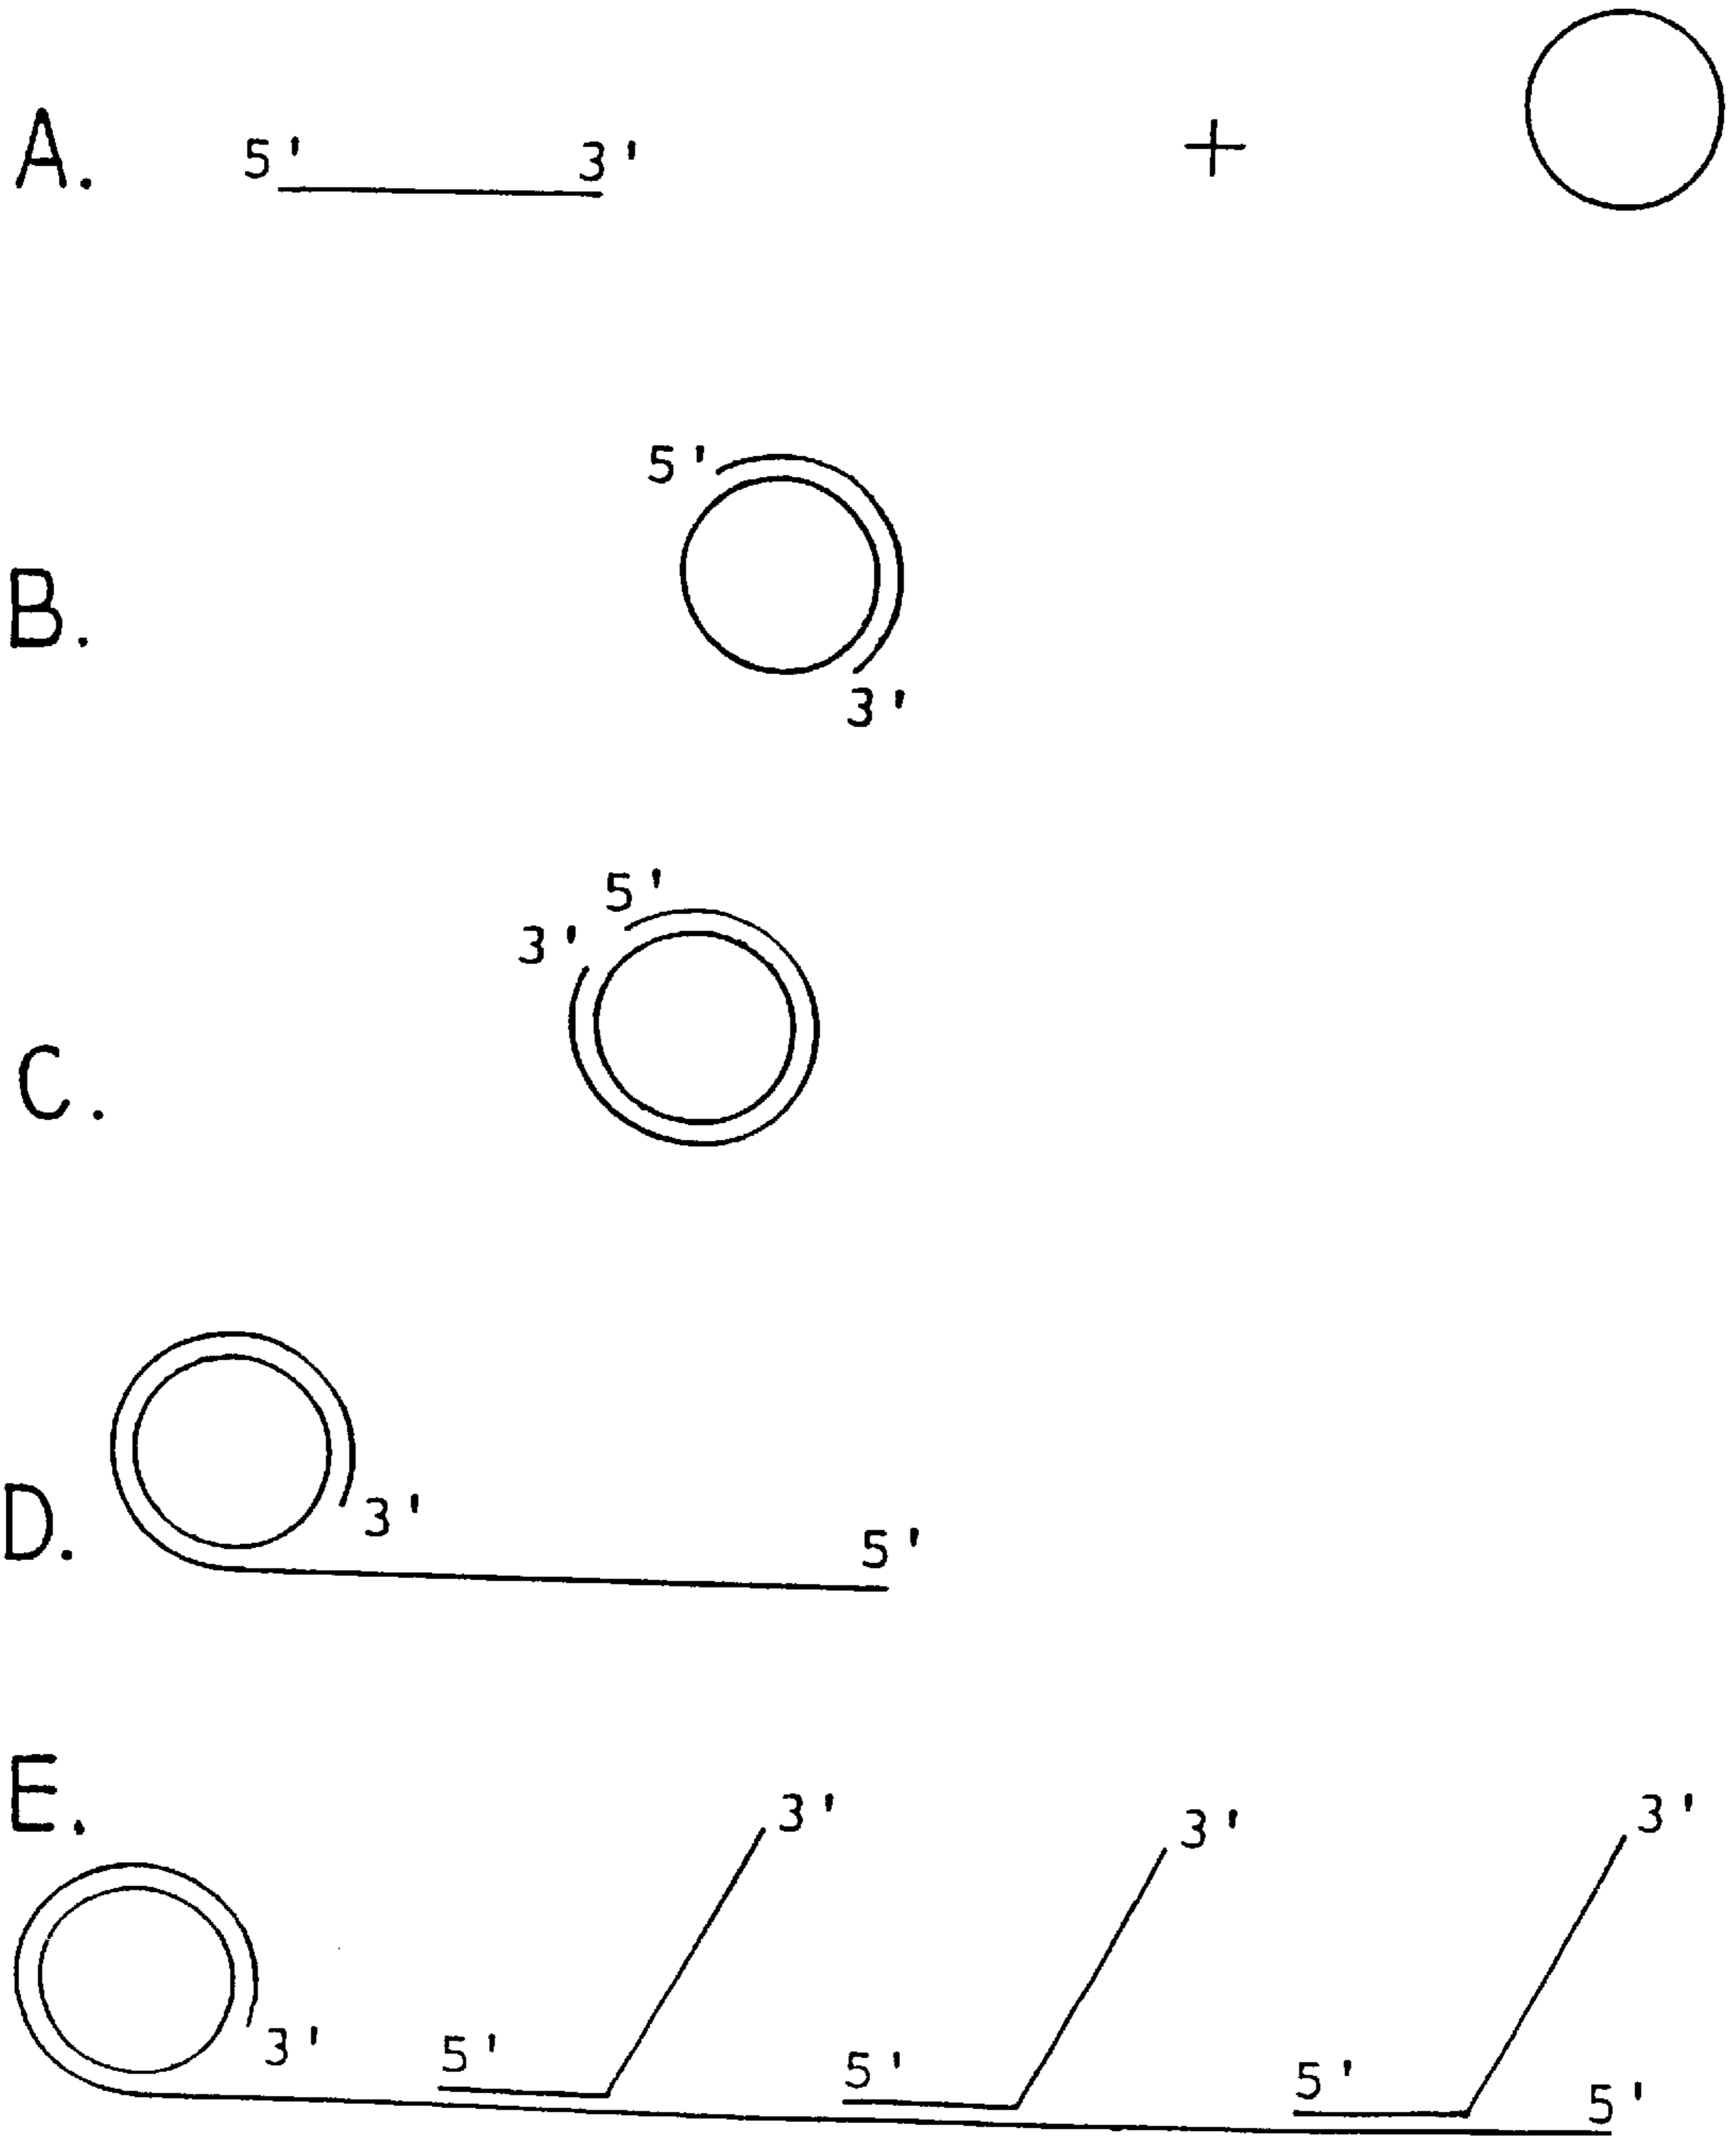 A. 5' 3' +
B. 5' 3'
C. 5' 3'
D. 3' 5'
E. 3' 3' 3' 3' 5' 5' 5' 5'